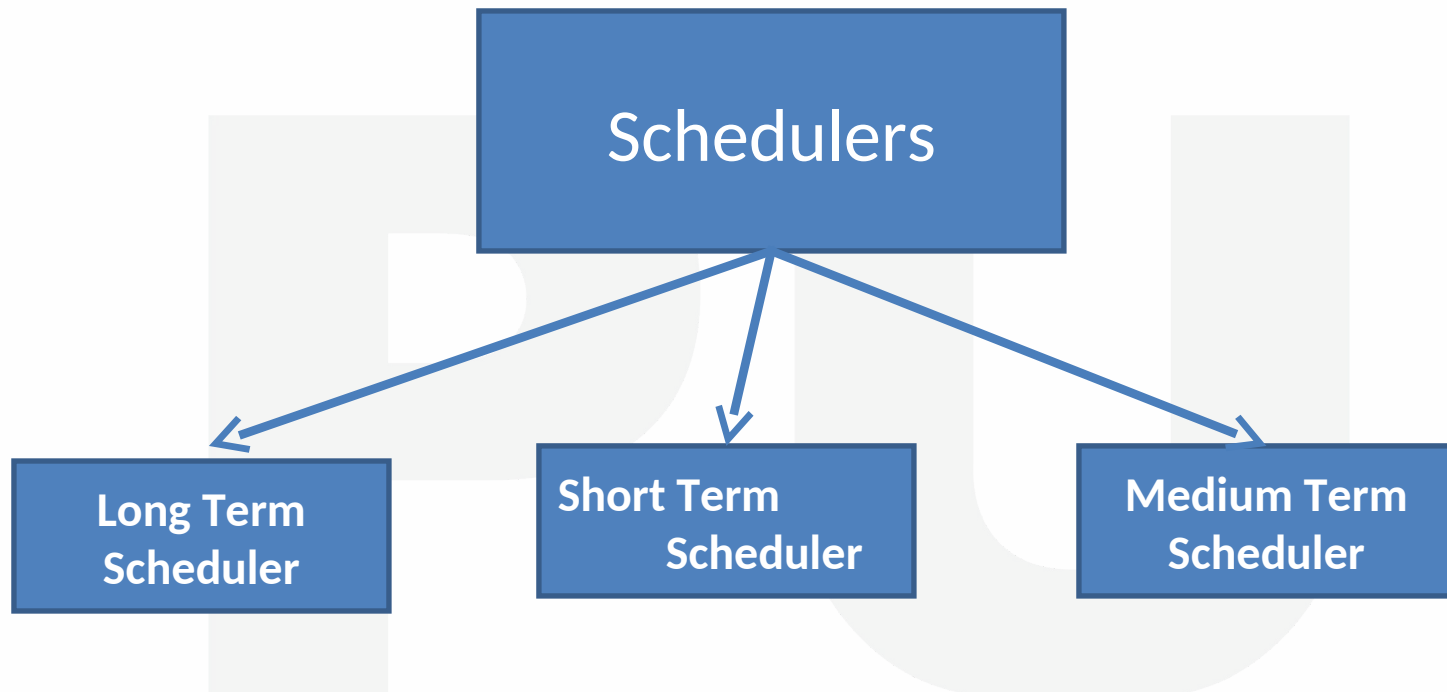 Schedulers
Long Term
Scheduler
Short Term
Scheduler
Medium Term
Scheduler